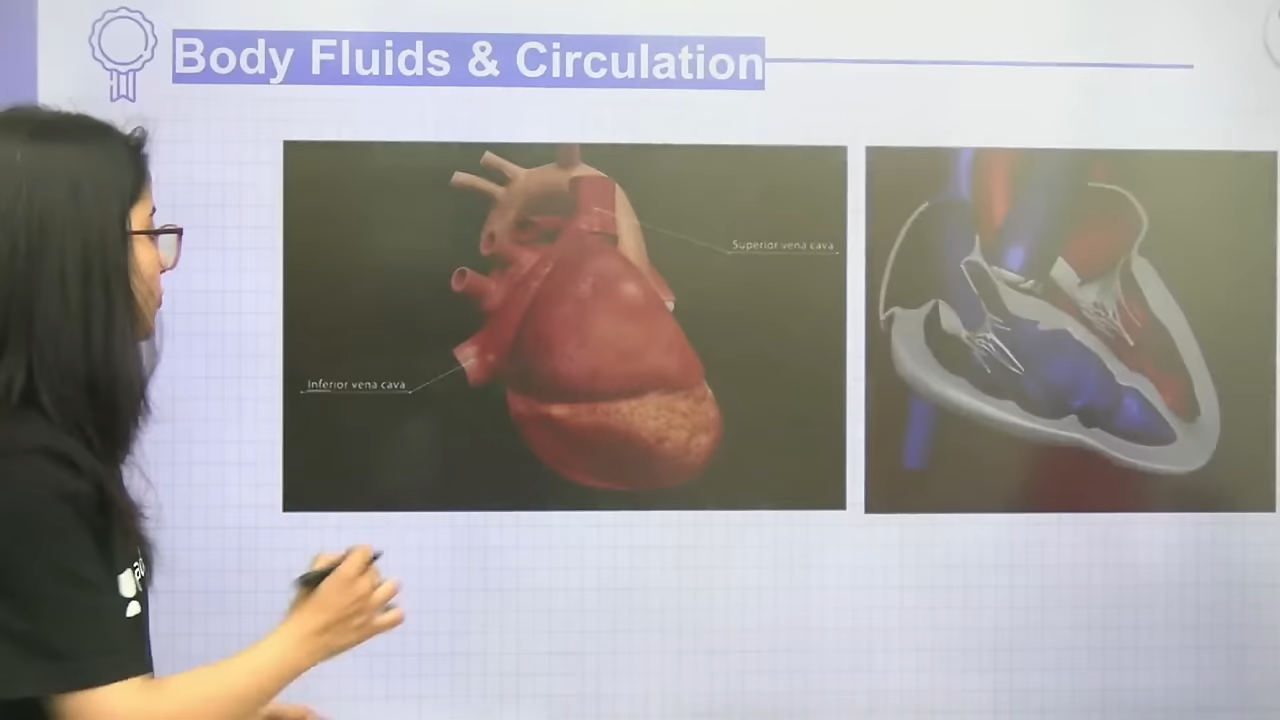 Body Fluids & Circulation
Superior vena cava
Inferior vena cava